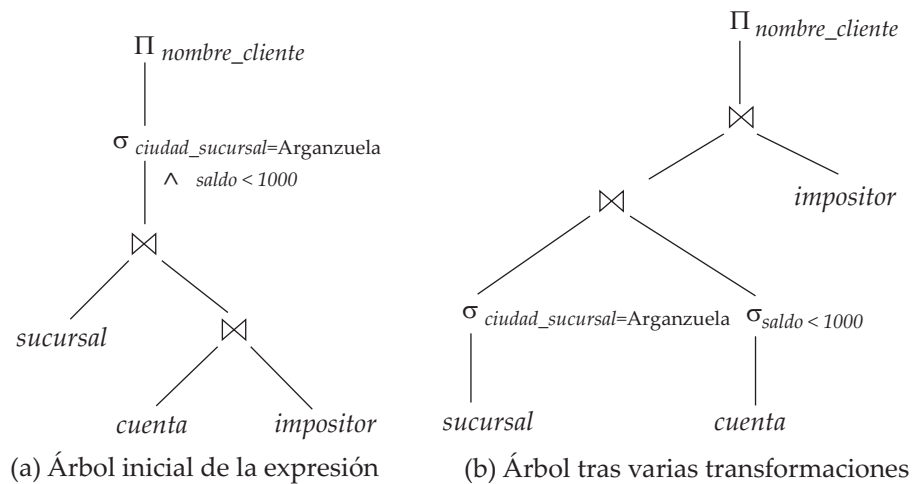 Π nombre_cliente
σ ciudad_sucursal=Arganzuela
∧ saldo < 1000
⋈
sucursal
⋈
cuenta
impositor
(a) Árbol inicial de la expresión
Π nombre_cliente
⋈
⋈
impositor
σ ciudad_sucursal=Arganzuela
σ saldo < 1000
sucursal
cuenta
(b) Árbol tras varias transformaciones